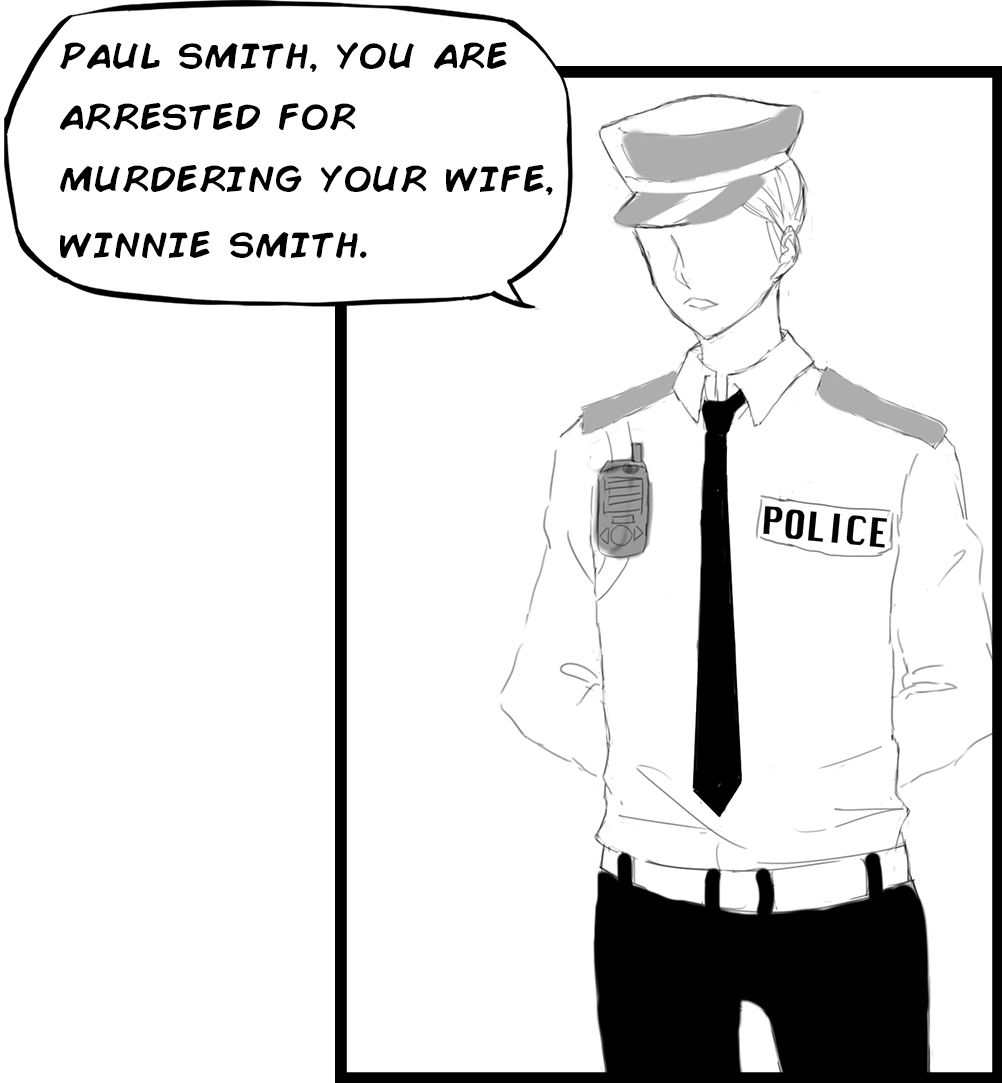 PAUL SMITH, YOU ARE
ARRESTED FOR
MURDERING YOUR WIFE,
WINNIE SMITH.
POLICE